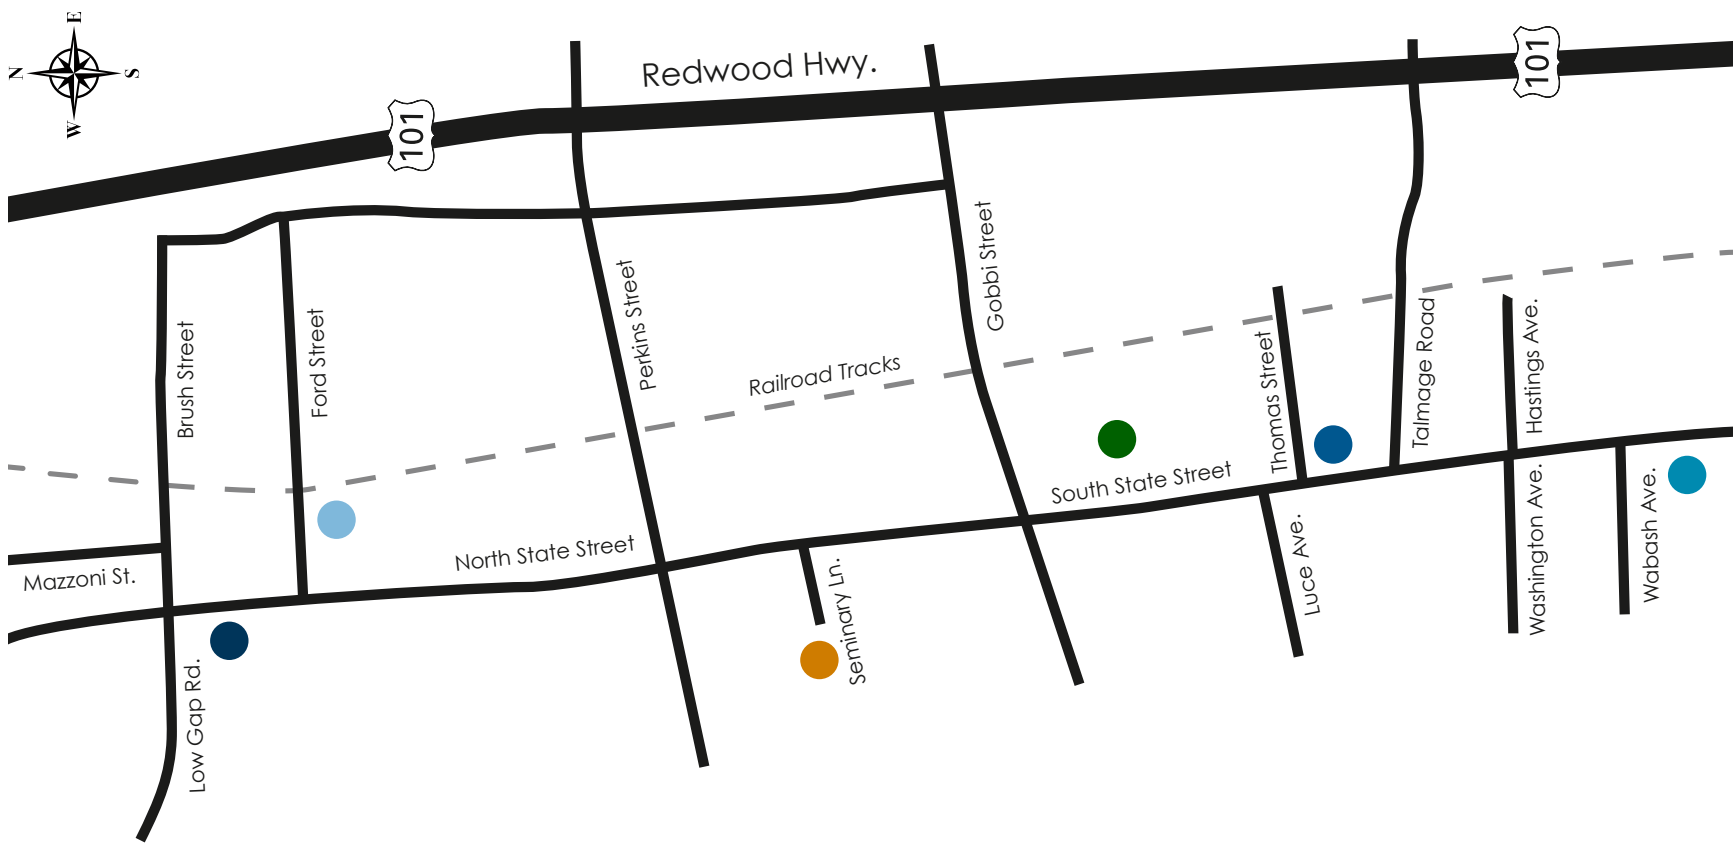 E
N
S
W
Redwood Hwy.
101
101
Brush Street
Ford Street
Perkins Street
Gobbi Street
Railroad Tracks
Thomas Street
Talmage Road
Hastings Ave.
South State Street
North State Street
Mazzoni St.
Low Gap Rd.
Seminary Ln.
Luce Ave.
Washington Ave.
Wabash Ave.